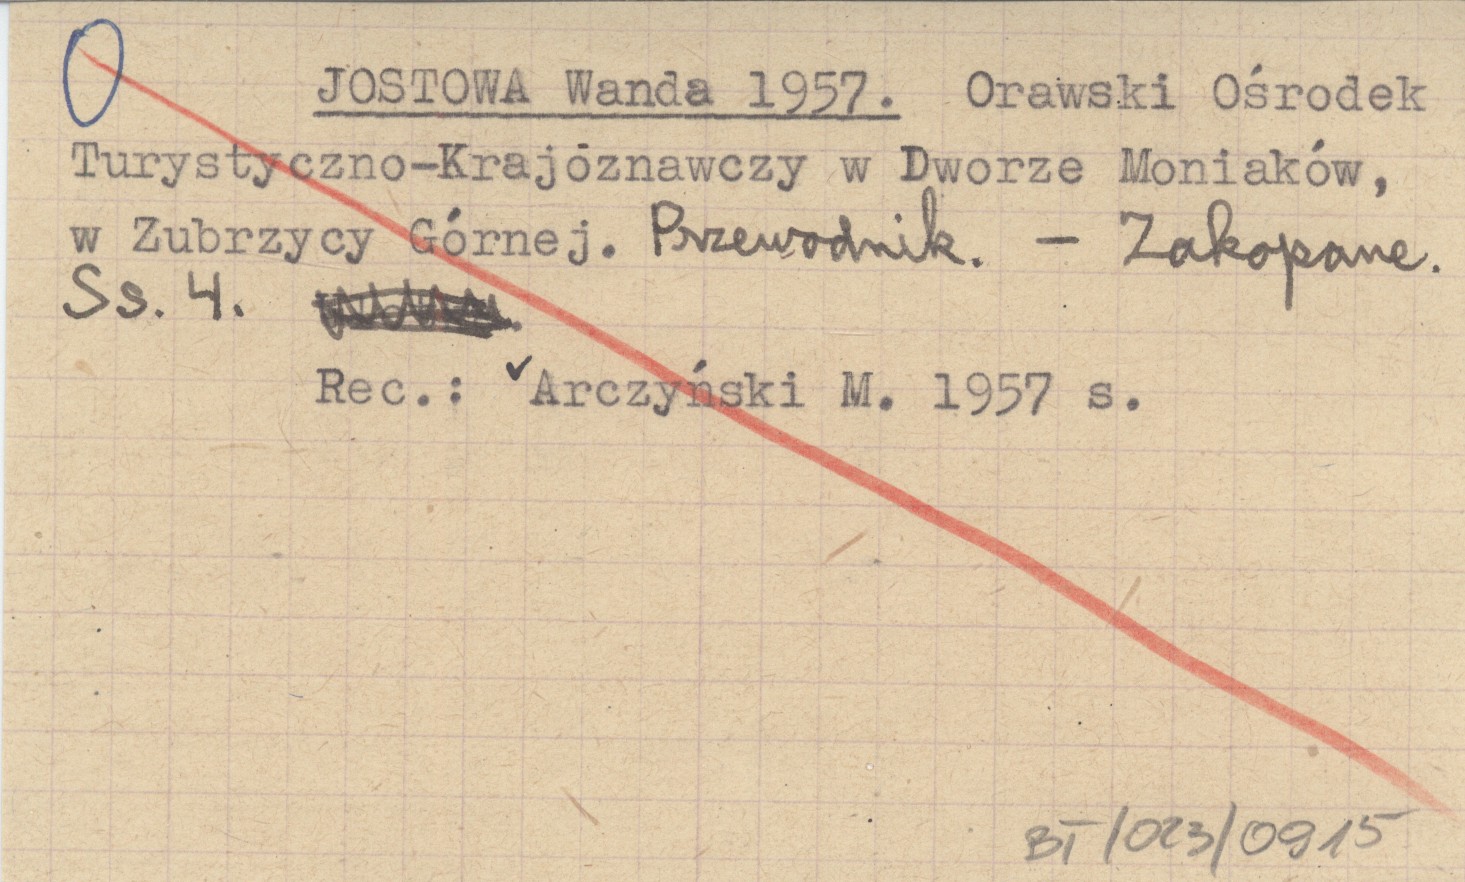 JOSTOWA Wanda 1957. Orawski Ośrodek
Turystyczno-Krajoznawczy w Dworze Moniaków,
w Zubrzycy Górnej. Przewodnik. – Zakopane.
Ss. 4.
Rec.: ✓Arczyński M. 1957 s.
BT/023/0915